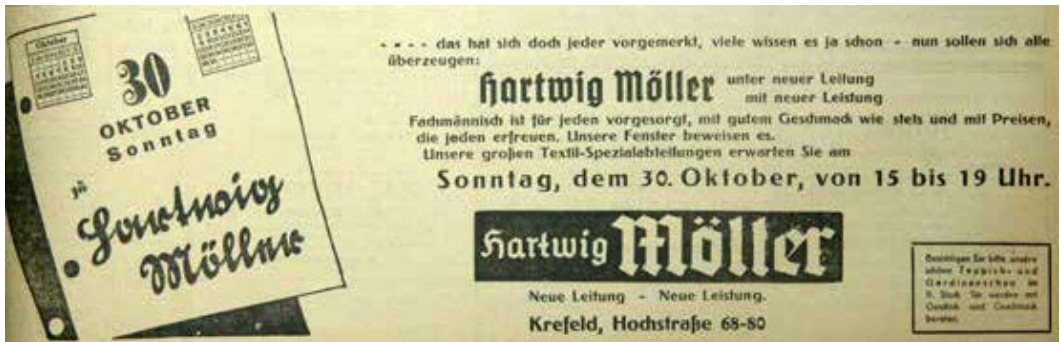 Oktober
30
OKTOBER
Sonntag
zu
Hartwig
Möller
- - - - das hat sich doch jeder vorgemerkt, viele wissen es ja schon - nun sollen sich alle
überzeugen:
Hartwig Möller unter neuer Leitung
mit neuer Leistung
Fachmännisch ist für jeden vorgesorgt, mit gutem Geschmack wie stets und mit Preisen,
die jeden erfreuen. Unsere Fenster beweisen es.
Unsere großen Textil-Spezialabteilungen erwarten Sie am
Sonntag, dem 30. Oktober, von 15 bis 19 Uhr.
Hartwig Möller
Neue Leitung - Neue Leistung.
Krefeld, Hochstraße 68-80
Besichtigen Sie bitte unsere
schöne Teppich- und
Gardinenschau im
II. Stock. Sie werden mit
und Geschmack
beraten.